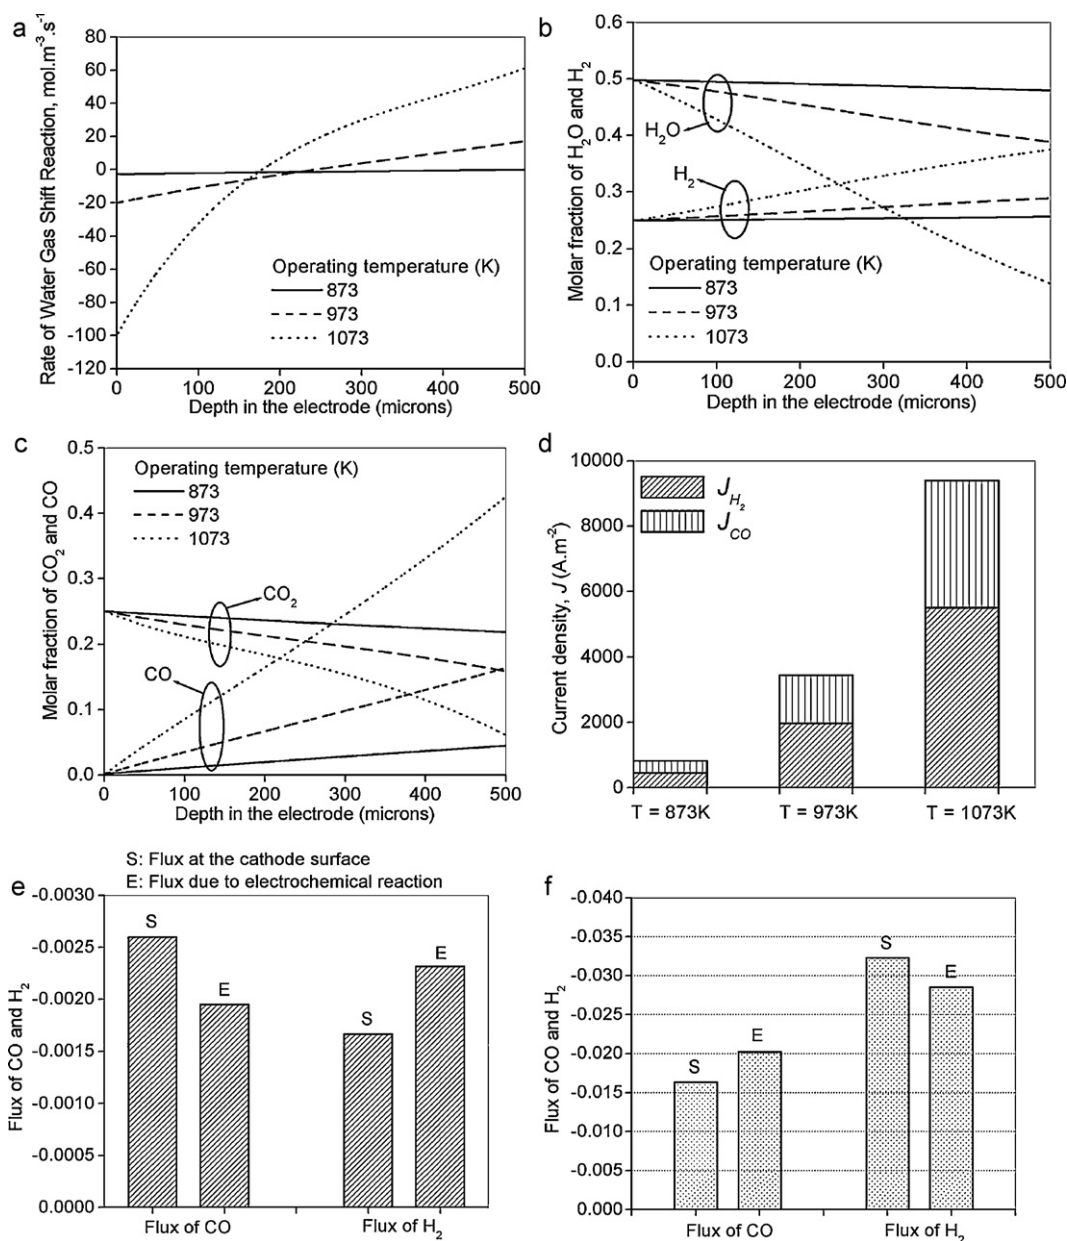 a
Rate of Water Gas Shift Reaction, mol.m-3.s-1
80
60
40
20
0
-20
-40
-60
-80
-100
-120
Operating temperature (K)
873
973
1073
0 100 200 300 400 500
Depth in the electrode (microns)
b
Molar fraction of H2O and H2
0.6
0.5
0.4
0.3
0.2
0.1
0.0
H2O
H2
Operating temperature (K)
873
973
1073
0 100 200 300 400 500
Depth in the electrode (microns)
c
Molar fraction of CO2 and CO
0.5
0.4
0.3
0.2
0.1
0.0
Operating temperature (K)
873
973
1073
CO2
CO
0 100 200 300 400 500
Depth in the electrode (microns)
d
Current density, J (A.m-2)
10000
8000
6000
4000
2000
0
JH2
JCO
T = 873K T = 973K T = 1073K
S: Flux at the cathode surface
E: Flux due to electrochemical reaction
e
Flux of CO and H2
-0.0030
-0.0025
-0.0020
-0.0015
-0.0010
-0.0005
0.0000
S
E
S
E
Flux of CO Flux of H2
f
Flux of CO and H2
-0.040
-0.035
-0.030
-0.025
-0.020
-0.015
-0.010
-0.005
0.000
S
E
S
E
Flux of CO Flux of H2